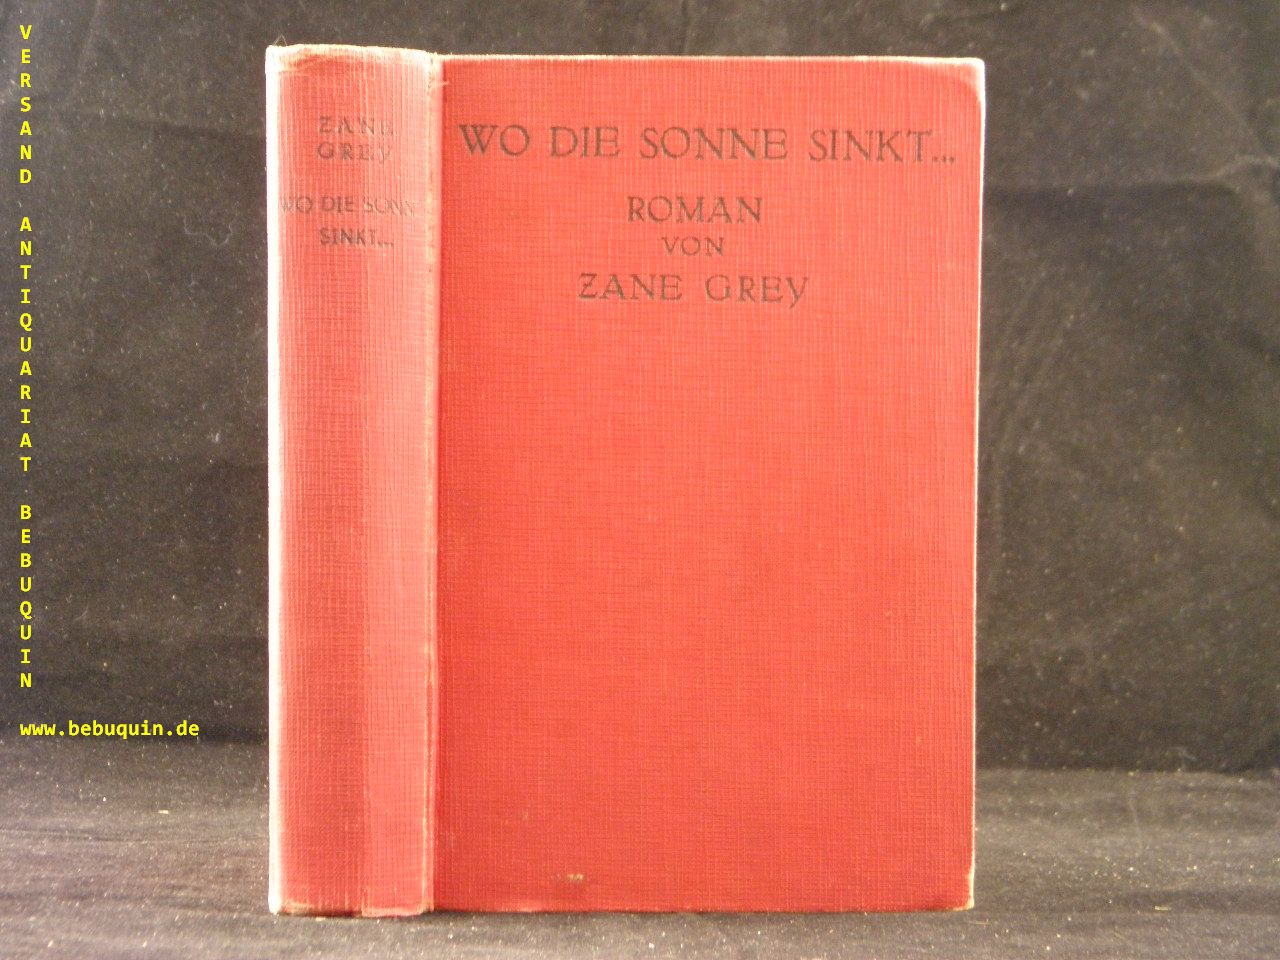 VERSAND ANTIQUARIAT BEBUQUIN
www.bebuquin.de
ZANE
GREY
WO DIE SONNE
SINKT...
WO DIE SONNE SINKT...
ROMAN
VON
ZANE GREY